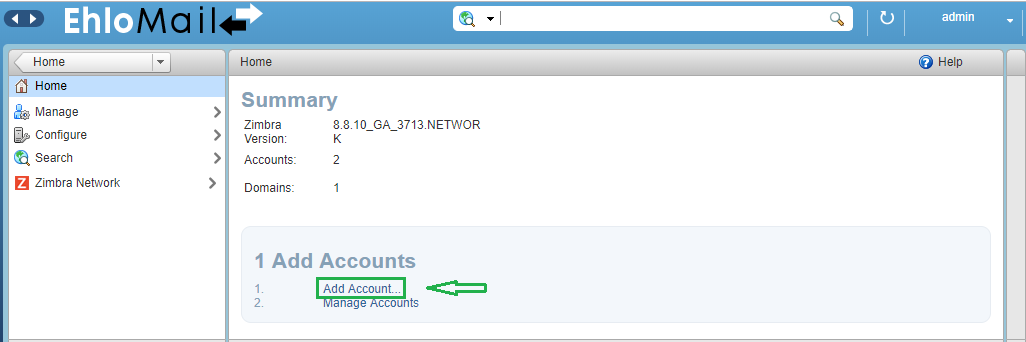 EhloMail
admin
Home
Home
Help
Home
Manage
Configure
Search
Zimbra Network
Summary
Zimbra Version: 8.8.10_GA_3713.NETWORK
Accounts: 2
Domains: 1
1 Add Accounts
1. Add Account...
2. Manage Accounts